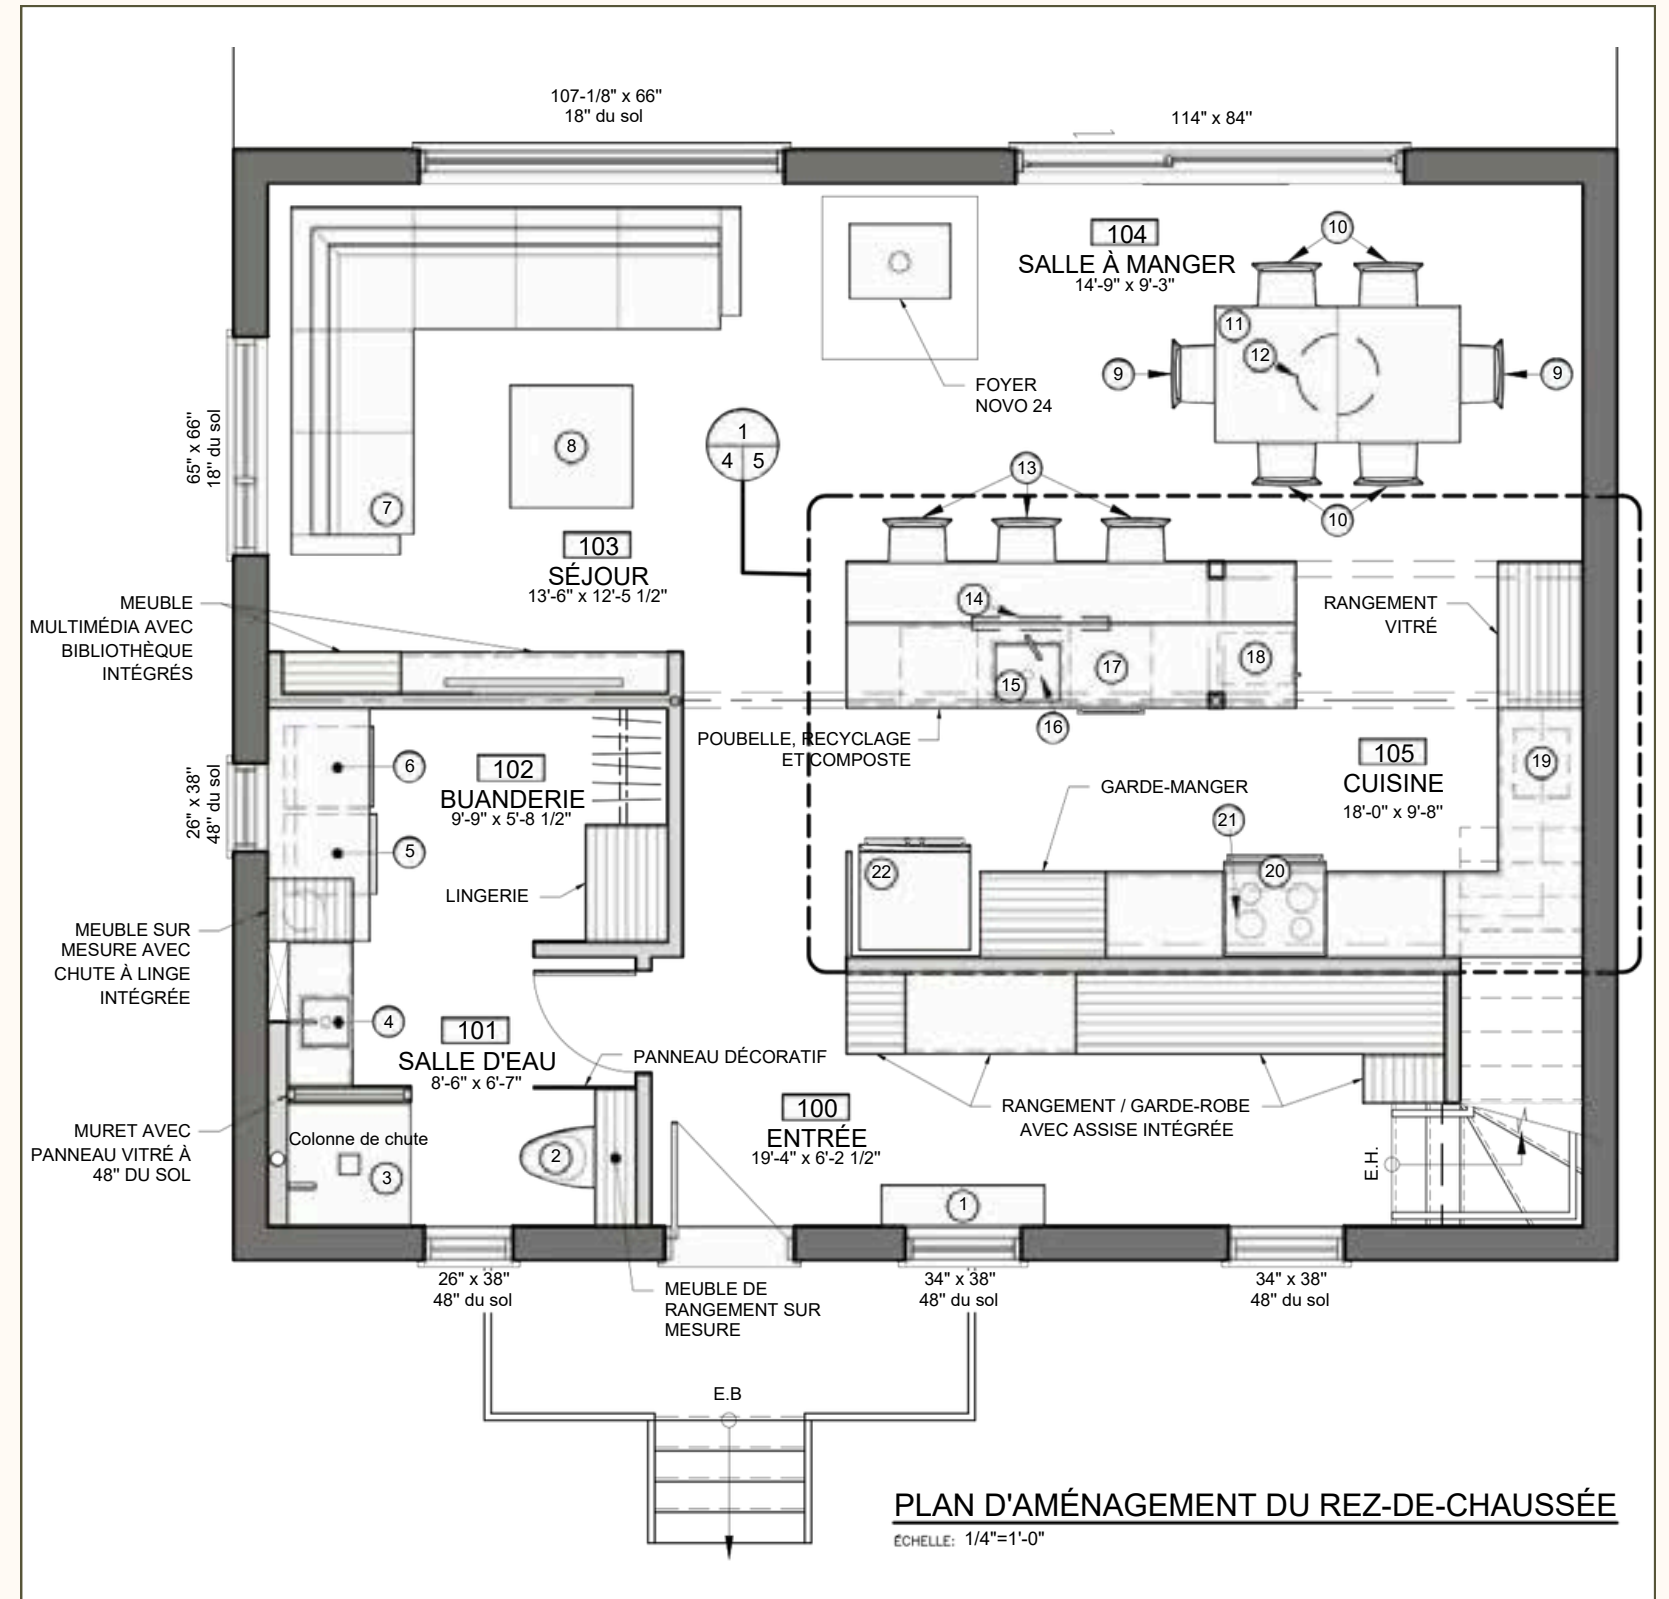 107-1/8" x 66"
18" du sol
114" x 84"
104
SALLE À MANGER
14'-9" x 9'-3"
10
11
12
9
9
10
FOYER
NOVO 24
65" x 66"
18" du sol
8
7
1
4 5
13
103
SÉJOUR
13'-6" x 12'-5 1/2"
MEUBLE
MULTIMÉDIA AVEC
BIBLIOTHÈQUE
INTÉGRÉS
14
15
16
17
18
RANGEMENT
VITRÉ
POUBELLE, RECYCLAGE
ET COMPOSTE
26" x 38"
48" du sol
6
5
102
BUANDERIE
9'-9" x 5'-8 1/2"
LINGERIE
105
CUISINE
18'-0" x 9'-8"
19
GARDE-MANGER
21
20
22
MEUBLE SUR
MESURE AVEC
CHUTE À LINGE
INTÉGRÉE
4
101
SALLE D'EAU
8'-6" x 6'-7"
PANNEAU DÉCORATIF
MURET AVEC
PANNEAU VITRÉ À
48" DU SOL
Colonne de chute
3
2
100
ENTRÉE
19'-4" x 6'-2 1/2"
RANGEMENT / GARDE-ROBE
AVEC ASSISE INTÉGRÉE
E.H.
1
26" x 38"
48" du sol
MEUBLE DE
RANGEMENT SUR
MESURE
34" x 38"
48" du sol
34" x 38"
48" du sol
E.B
PLAN D'AMÉNAGEMENT DU REZ-DE-CHAUSSÉE
ÉCHELLE: 1/4"=1'-0"